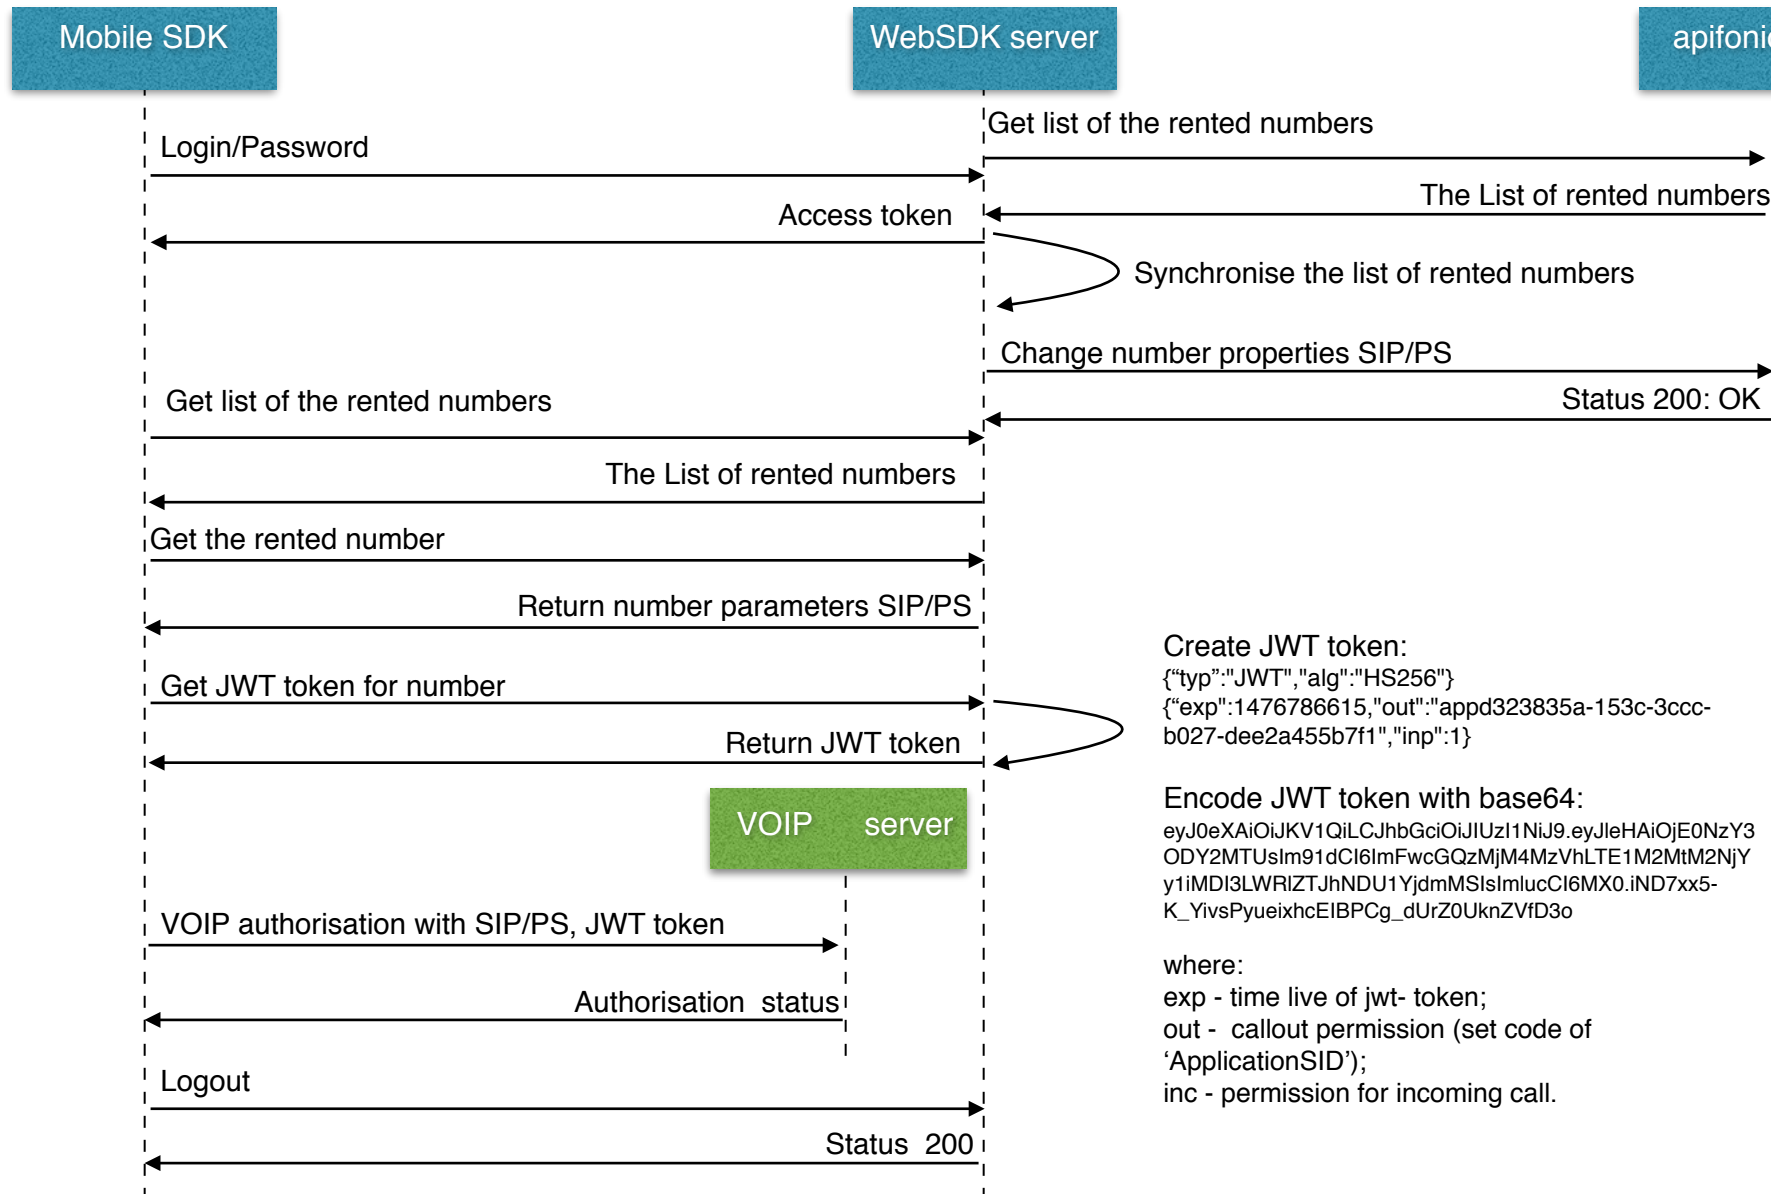 Mobile SDK
WebSDK server
Get list of the rented numbers
Login/Password
The List of rented numbers
Access token
Synchronise the list of rented numbers
Change number properties SIP/PS
Get list of the rented numbers
Status 200: OK
The List of rented numbers
Get the rented number
Return number parameters SIP/PS
Get JWT token for number
Return JWT token
Create JWT token:
{“typ”:"JWT","alg":"HS256"}
{“exp":1476786615,"out":"appd323835a-153c-3ccc-
b027-dee2a455b7f1","inp":1}
Encode JWT token with base64:
eyJ0eXAiOiJKV1QiLCJhbGciOiJIUzI1NiJ9.eyJleHAiOjE0NzY3
ODY2MTUsIm91dCI6ImFwcGQzMjM4MzVhLTE1M2MtM2NjY
y1iMDI3LWRlZTJhNDU1YjdmMSIsImlucCI6MX0.iND7xx5-
K_YivsPyueixhcEIBPCg_dUrZ0UknZVfD3o
where:
exp - time live of jwt- token;
out -  callout permission (set code of
‘ApplicationSID’);
inc - permission for incoming call.
VOIP server
VOIP authorisation with SIP/PS, JWT token
Authorisation status
Logout
Status 200